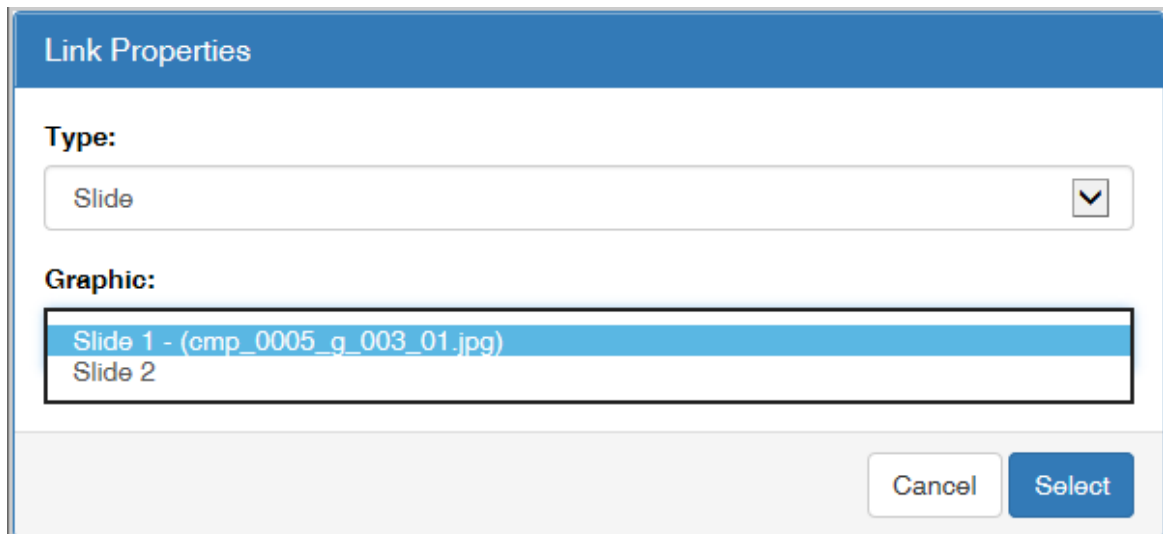 Link Properties
Type:
Slide
Graphic:
Slide 1 - (cmp_0005_g_003_01.jpg)
Slide 2
Cancel
Select